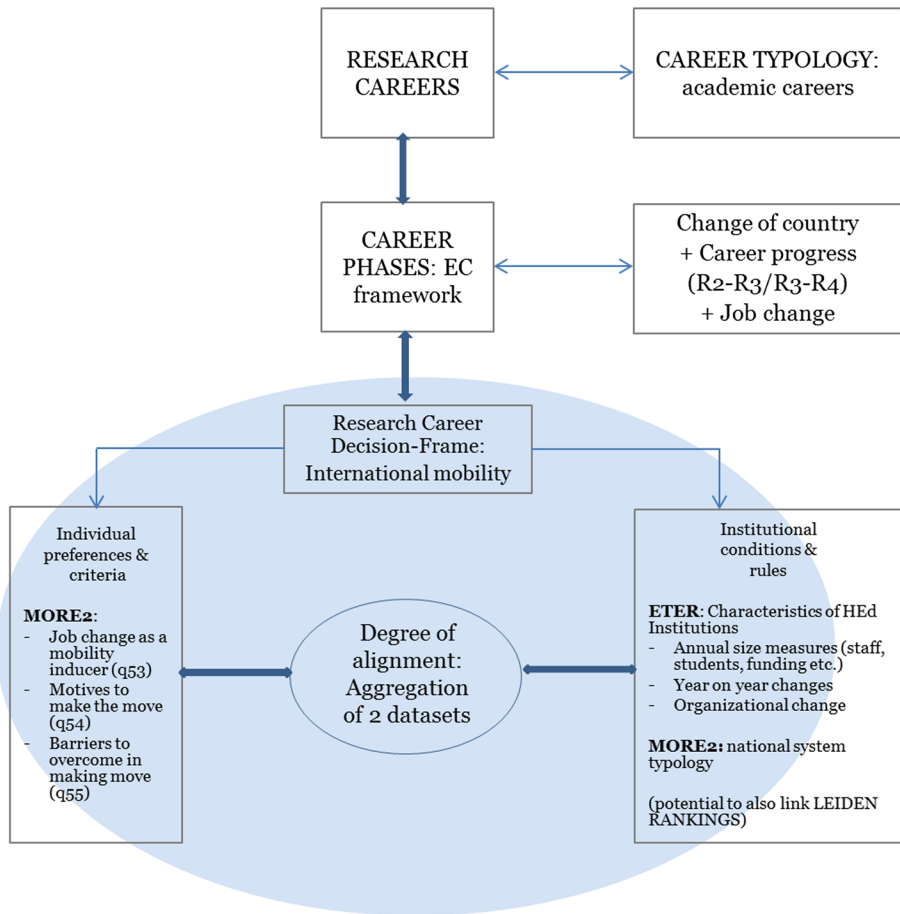 RESEARCH
CAREERS
CAREER TYPOLOGY:
academic careers
CAREER
PHASES: EC
framework
Change of country
+ Career progress
(R2-R3/R3-R4)
+ Job change
Research Career
Decision-Frame:
International mobility
Individual
preferences &
criteria
MORE2:
- Job change as a
mobility
inducer (q53)
- Motives to
make the move
(q54)
- Barriers to
overcome in
making move
(q55)
Degree of
alignment:
Aggregation
of 2 datasets
Institutional
conditions &
rules
ETER: Characteristics of HEd
Institutions
- Annual size measures (staff,
students, funding etc.)
- Year on year changes
- Organizational change
MORE2: national system
typology
(potential to also link LEIDEN
RANKINGS)